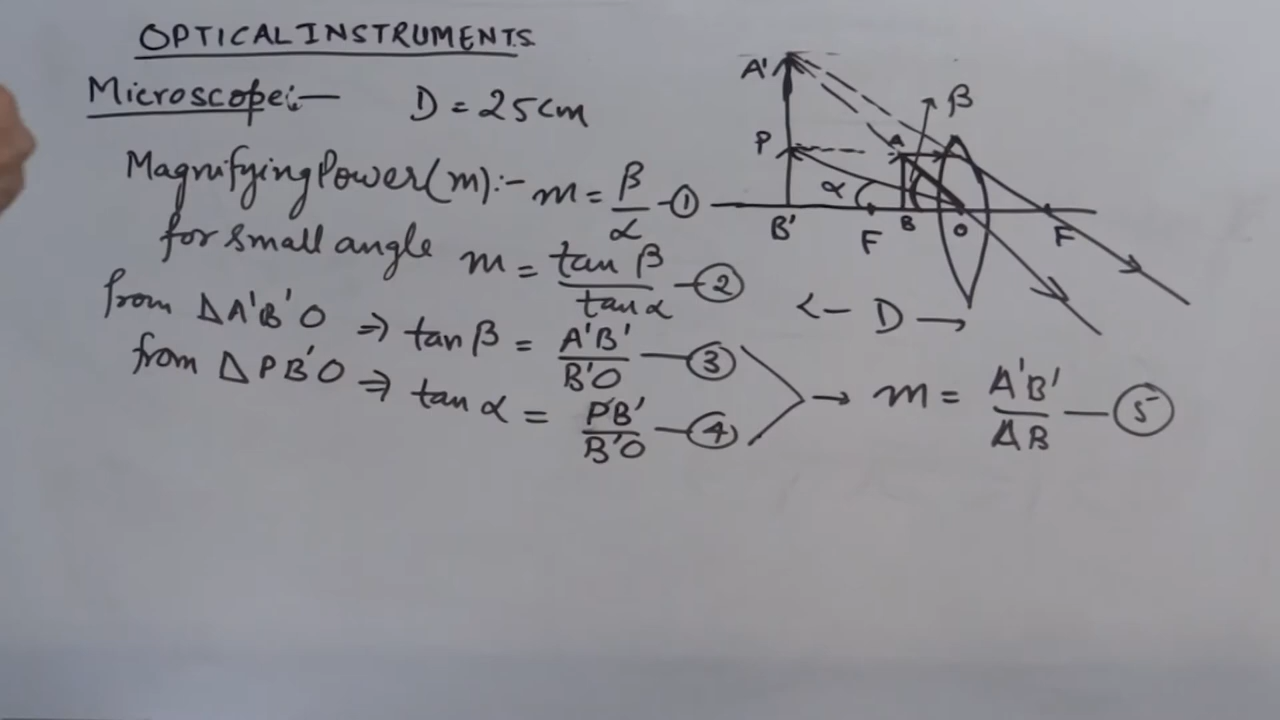 OPTICAL INSTRUMENTS
Microscope:— D = 25cm
Magnifying Power(m):- m = β/α —①
for small angle m = tan β/tan α —②
from ΔA'B'O ⇒ tan β = A'B'/B'O —③
from ΔPB'O ⇒ tan α = PB'/B'O —④
→ m = A'B'/AB —⑤
A'
β
P
A
α
B'
F
B
O
F
<— D —>